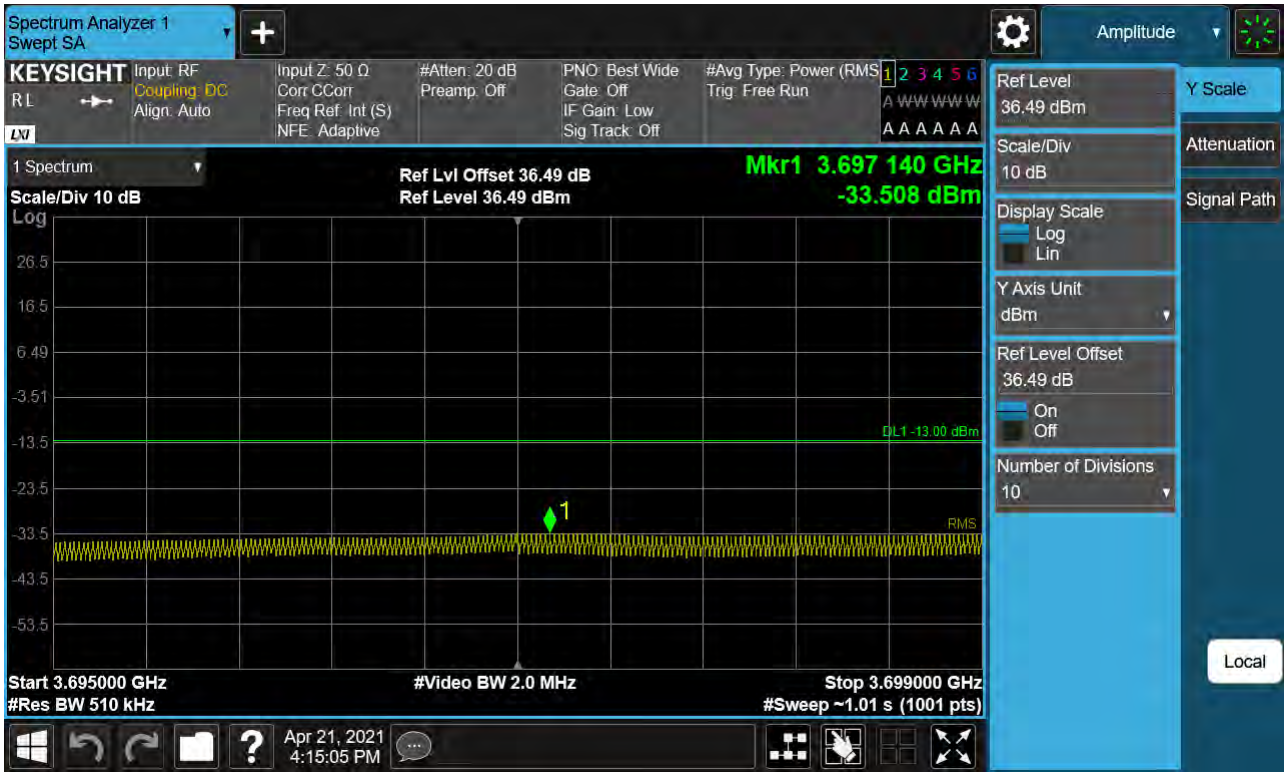 Spectrum Analyzer 1
Swept SA
+
Amplitude
KEYSIGHT
RL
LXI
Input: RF
Coupling: DC
Align: Auto
Input Z: 50 Ω
Corr CCorr
Freq Ref: Int (S)
NFE: Adaptive
#Atten: 20 dB
Preamp: Off
PNO: Best Wide
Gate: Off
IF Gain: Low
Sig Track: Off
#Avg Type: Power (RMS
Trig: Free Run
1 2 3 4 5 6
A W W W W W
A A A A A A
1 Spectrum
Scale/Div 10 dB
Log
Ref Lvl Offset 36.49 dB
Ref Level 36.49 dBm
Mkr1 3.697 140 GHz
-33.508 dBm
26.5
16.5
6.49
-3.51
-13.5
-23.5
-33.5
-43.5
-53.5
DL1 -13.00 dBm
1
RMS
Start 3.695000 GHz
#Res BW 510 kHz
#Video BW 2.0 MHz
Stop 3.699000 GHz
#Sweep ~1.01 s (1001 pts)
Ref Level
36.49 dBm
Scale/Div
10 dB
Display Scale
Log
Lin
Y Axis Unit
dBm
Ref Level Offset
36.49 dB
On
Off
Number of Divisions
10
Y Scale
Attenuation
Signal Path
Local
?
Apr 21, 2021
4:15:05 PM